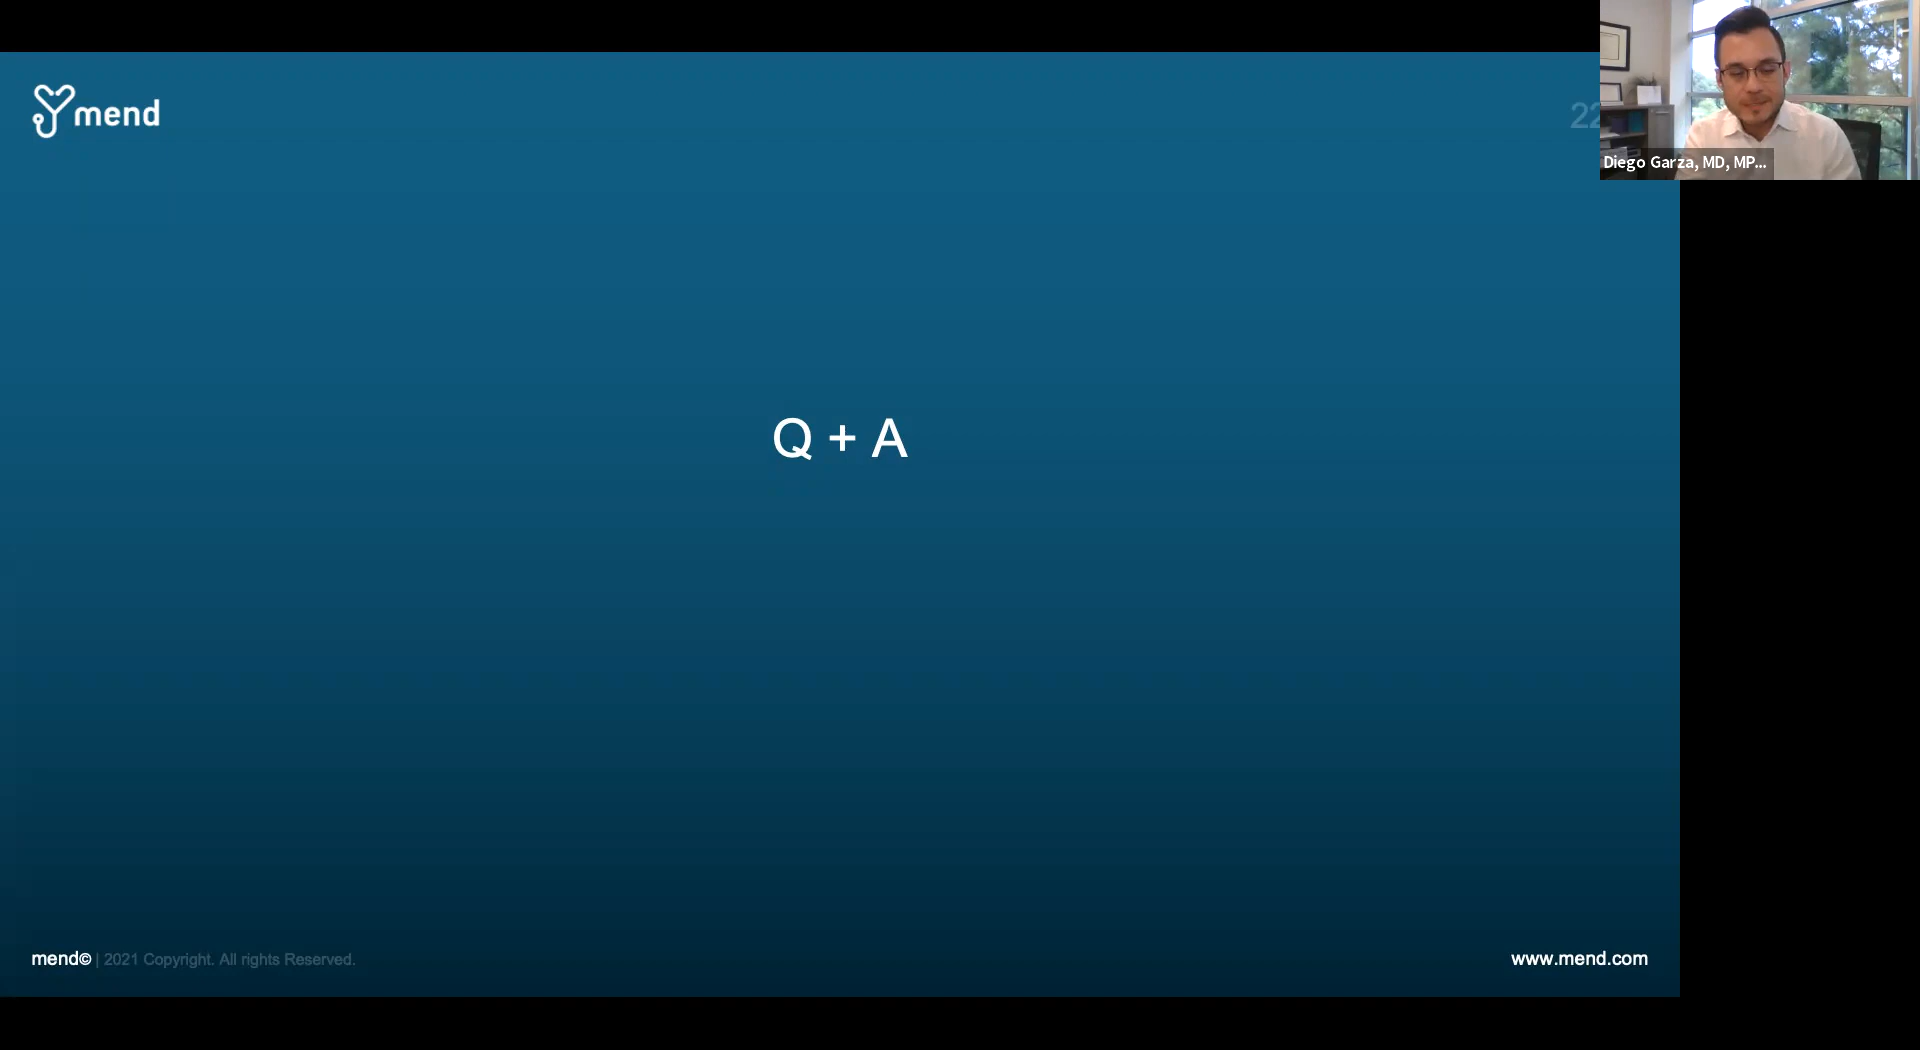 mend
22
Diego Garza, MD, MP...
Q + A
mend© | 2021 Copyright. All rights Reserved.
www.mend.com